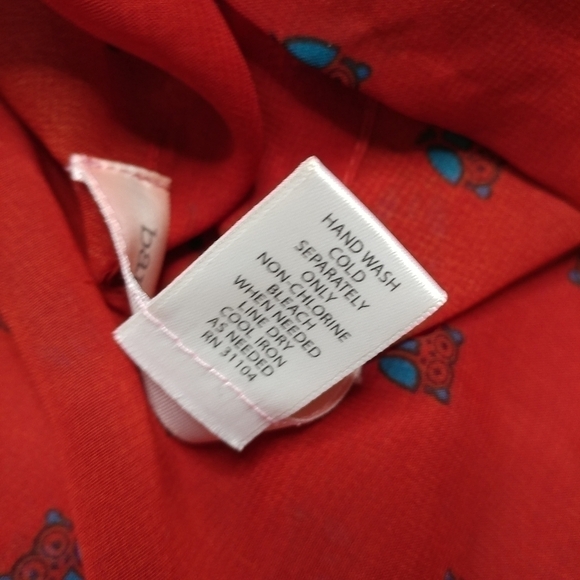 HAND WASH
COLD
SEPARATELY
ONLY
NON-CHLORINE
BLEACH
WHEN NEEDED
LINE DRY
COOL IRON
AS NEEDED
RN 31104